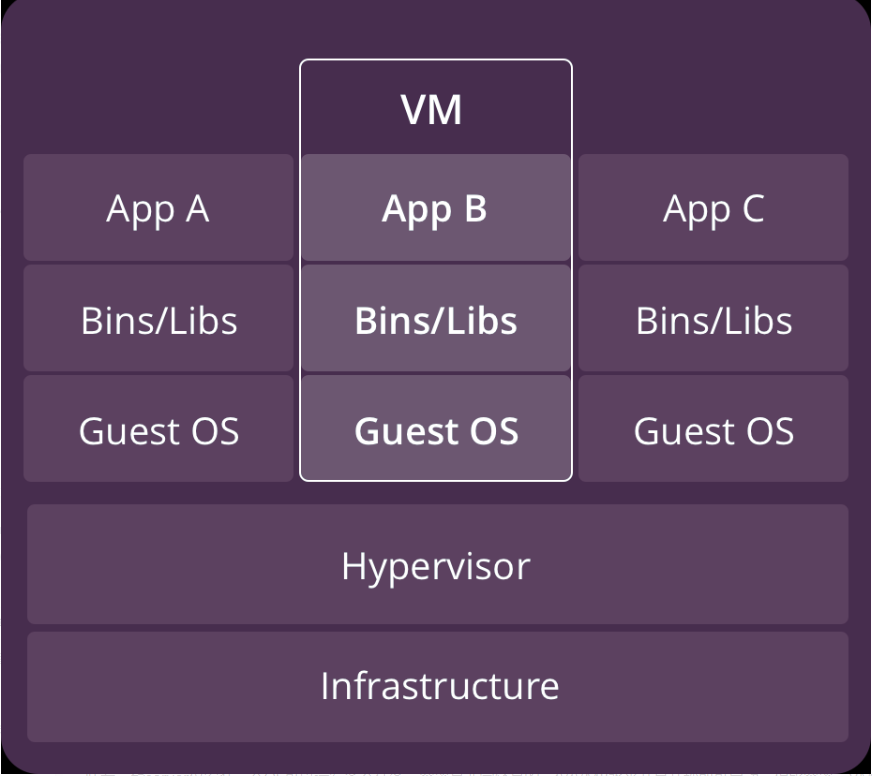 VM
App A App B App C
Bins/Libs Bins/Libs Bins/Libs
Guest OS Guest OS Guest OS
Hypervisor
Infrastructure